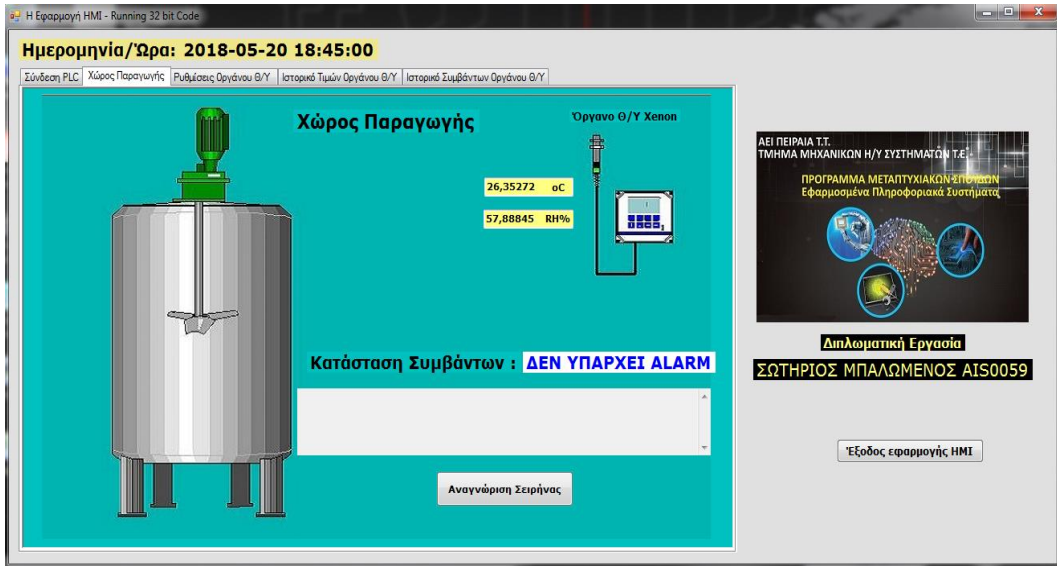 Η Εφαρμογή HMI - Running 32 bit Code
Ημερομηνία/Ώρα: 2018-05-20 18:45:00
Σύνδεση PLC Χώρος Παραγωγής Ρυθμίσεις Οργάνου Θ/Υ Ιστορικό Τιμών Οργάνου Θ/Υ Ιστορικό Συμβάντων Οργάνου Θ/Υ
Χώρος Παραγωγής
Όργανο Θ/Υ Xenon
26,35272 oC
57,88845 RH%
Κατάσταση Συμβάντων : ΔΕΝ ΥΠΑΡΧΕΙ ALARM
Αναγνώριση Σειρήνας
ΑΕΙ ΠΕΙΡΑΙΑ Τ.Τ.
ΤΜΗΜΑ ΜΗΧΑΝΙΚΩΝ Η/Υ ΣΥΣΤΗΜΑΤΩΝ Τ.Ε.
ΠΡΟΓΡΑΜΜΑ ΜΕΤΑΠΤΥΧΙΑΚΩΝ ΣΠΟΥΔΩΝ
Εφαρμοσμένα Πληροφοριακά Συστήματα
Διπλωματική Εργασία
ΣΩΤΗΡΙΟΣ ΜΠΑΛΩΜΕΝΟΣ AIS0059
Έξοδος εφαρμογής HMI